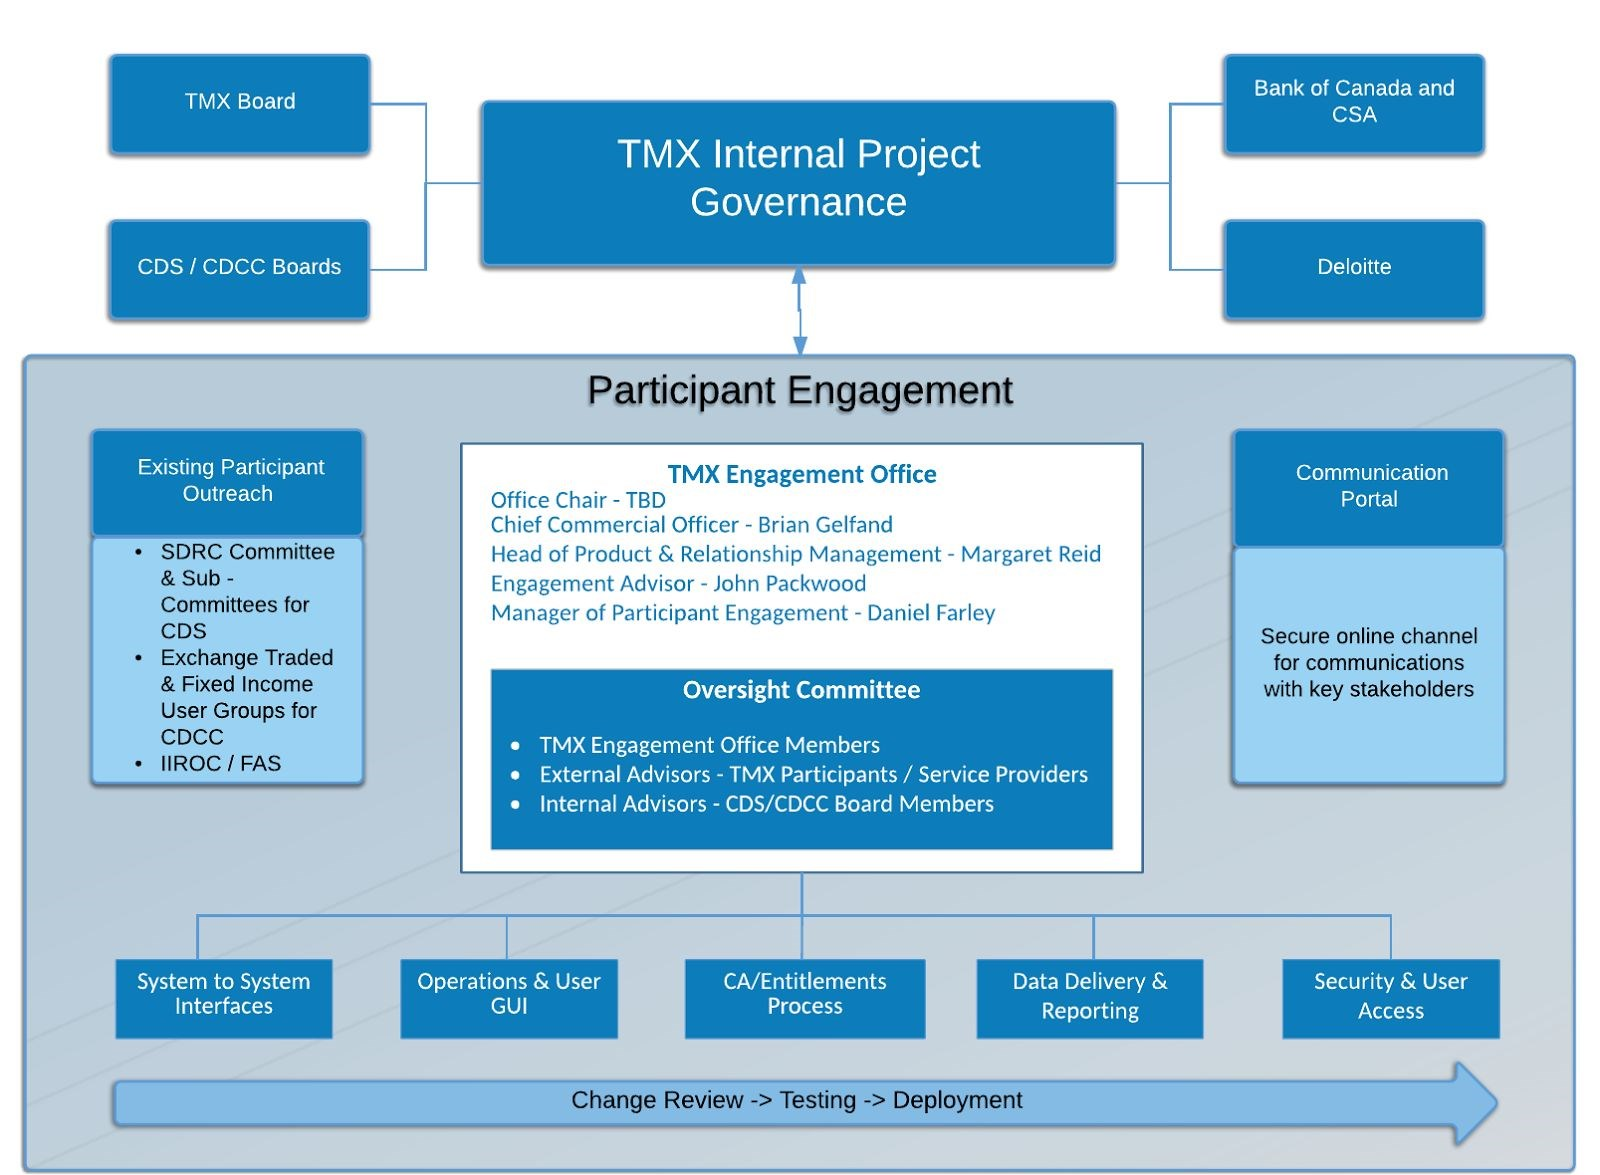 TMX Board
Bank of Canada and
CSA
TMX Internal Project
Governance
CDS / CDCC Boards
Deloitte
Participant Engagement
Existing Participant
Outreach
• SDRC Committee
& Sub -
Committees for
CDS
• Exchange Traded
& Fixed Income
User Groups for
CDCC
• IIROC / FAS
TMX Engagement Office
Office Chair - TBD
Chief Commercial Officer - Brian Gelfand
Head of Product & Relationship Management - Margaret Reid
Engagement Advisor - John Packwood
Manager of Participant Engagement - Daniel Farley
Oversight Committee
• TMX Engagement Office Members
• External Advisors - TMX Participants / Service Providers
• Internal Advisors - CDS/CDCC Board Members
Communication
Portal
Secure online channel
for communications
with key stakeholders
System to System
Interfaces
Operations & User
GUI
CA/Entitlements
Process
Data Delivery &
Reporting
Security & User
Access
Change Review -> Testing -> Deployment